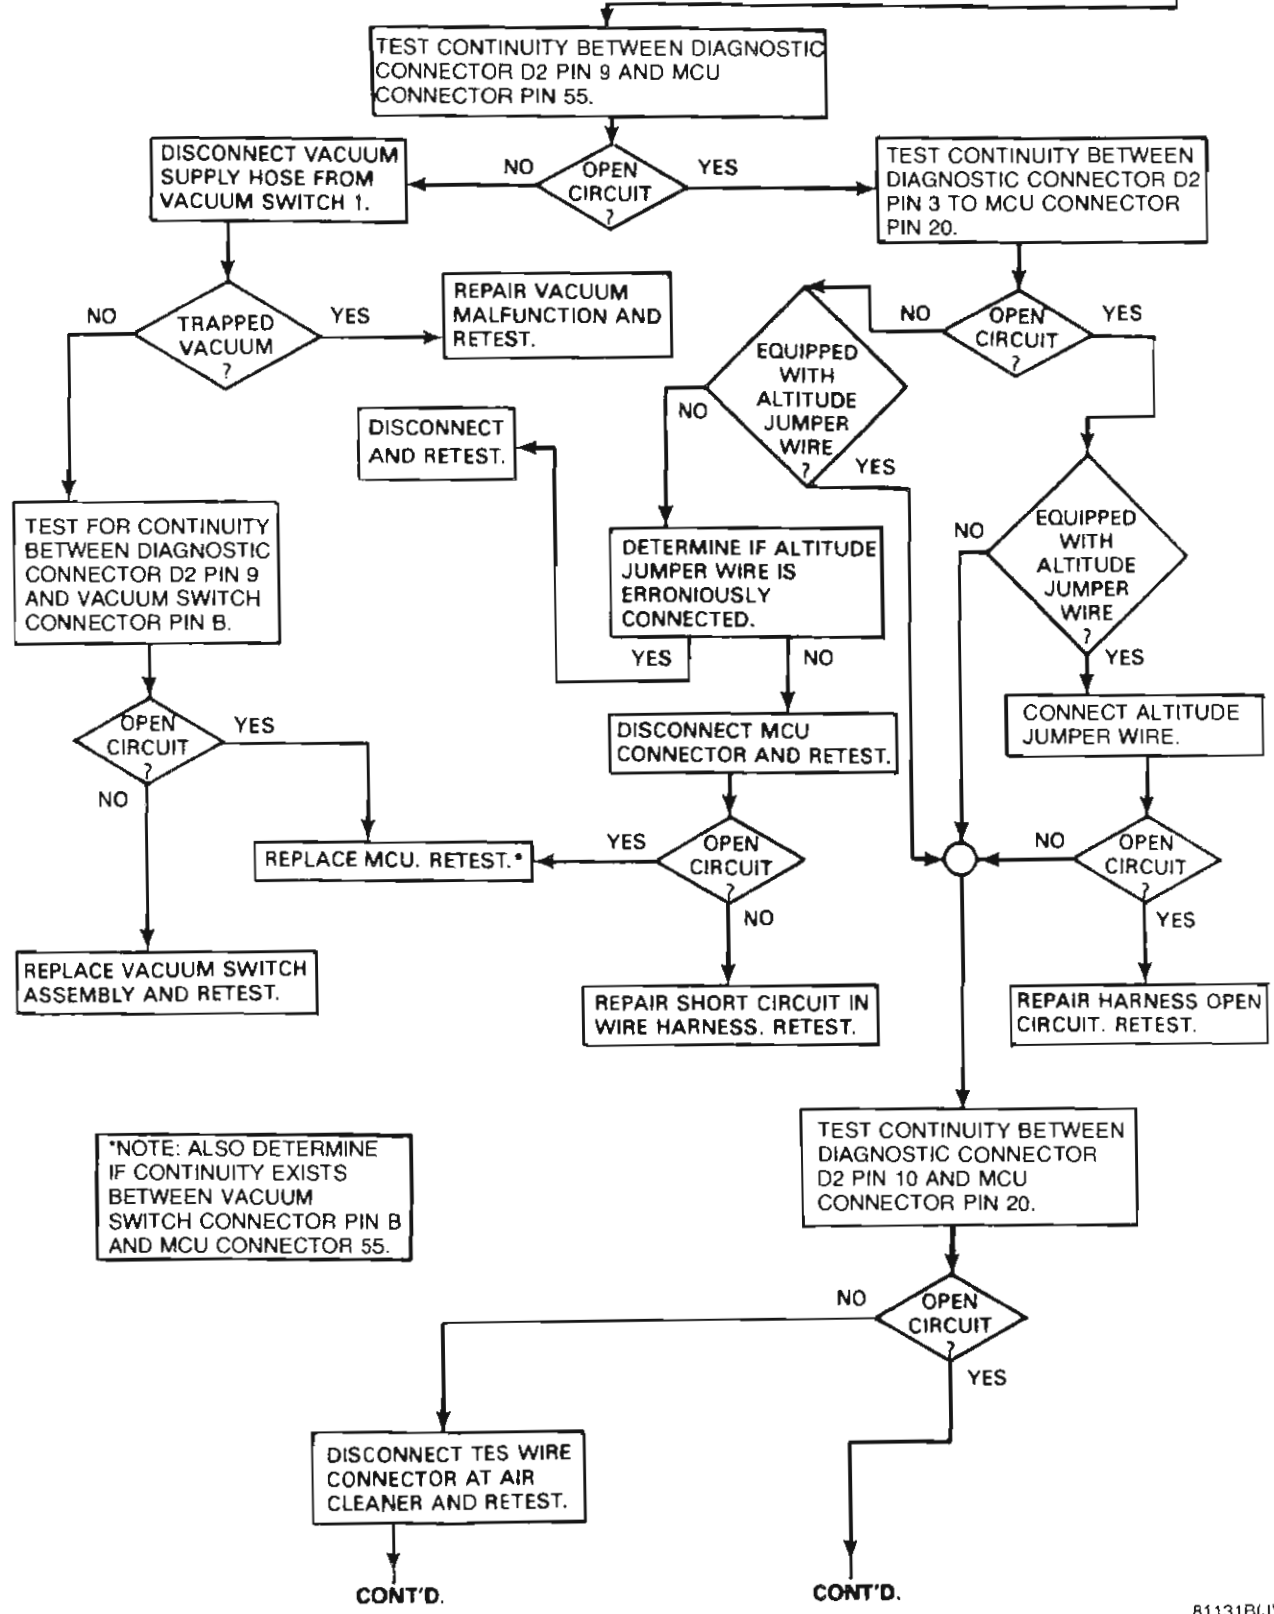 TEST CONTINUITY BETWEEN DIAGNOSTIC
CONNECTOR D2 PIN 9 AND MCU
CONNECTOR PIN 55.
DISCONNECT VACUUM
SUPPLY HOSE FROM
VACUUM SWITCH 1.
NO
OPEN
CIRCUIT
?
YES
TEST CONTINUITY BETWEEN
DIAGNOSTIC CONNECTOR D2
PIN 3 TO MCU CONNECTOR
PIN 20.
NO
TRAPPED
VACUUM
?
YES
REPAIR VACUUM
MALFUNCTION AND
RETEST.
EQUIPPED
WITH
ALTITUDE
JUMPER
WIRE
?
NO
YES
NO
OPEN
CIRCUIT
?
YES
DISCONNECT
AND RETEST.
TEST FOR CONTINUITY
BETWEEN DIAGNOSTIC
CONNECTOR D2 PIN 9
AND VACUUM SWITCH
CONNECTOR PIN B.
DETERMINE IF ALTITUDE
JUMPER WIRE IS
ERRONIOUSLY
CONNECTED.
YES
NO
NO
EQUIPPED
WITH
ALTITUDE
JUMPER
WIRE
?
YES
OPEN
CIRCUIT
?
YES
NO
DISCONNECT MCU
CONNECTOR AND RETEST.
CONNECT ALTITUDE
JUMPER WIRE.
REPLACE MCU. RETEST.*
YES
OPEN
CIRCUIT
?
NO
NO
OPEN
CIRCUIT
?
YES
REPLACE VACUUM SWITCH
ASSEMBLY AND RETEST.
REPAIR SHORT CIRCUIT IN
WIRE HARNESS. RETEST.
REPAIR HARNESS OPEN
CIRCUIT. RETEST.
*NOTE: ALSO DETERMINE
IF CONTINUITY EXISTS
BETWEEN VACUUM
SWITCH CONNECTOR PIN B
AND MCU CONNECTOR 55.
TEST CONTINUITY BETWEEN
DIAGNOSTIC CONNECTOR
D2 PIN 10 AND MCU
CONNECTOR PIN 20.
NO
OPEN
CIRCUIT
?
YES
DISCONNECT TES WIRE
CONNECTOR AT AIR
CLEANER AND RETEST.
CONT'D.
CONT'D.